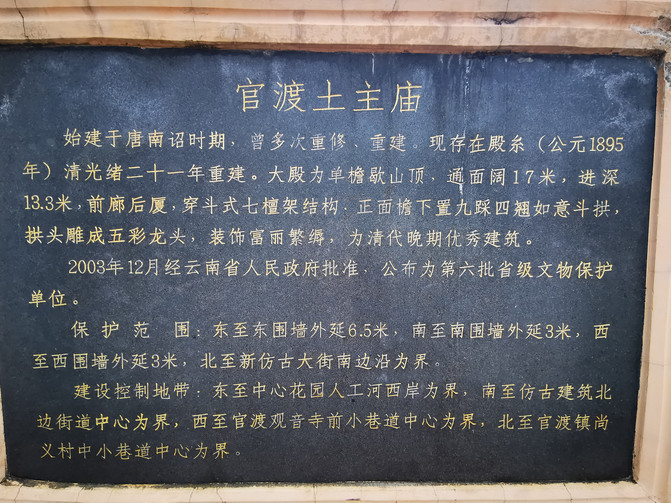 官渡土主庙
始建于唐南诏时期，曾多次重修、重建。现存在殿系（公元1895
年）清光绪二十一年重建。大殿为单檐歇山顶，通面阔17米，进深
13.3米，前廊后厦，穿斗式七檀架结构．正面檐下置九踩四翘如意斗拱，
拱头雕成五彩龙头，装饰富丽繁缛，为清代晚期优秀建筑。
2003年12月经云南省人民政府批准，公布为第六批省级文物保护
单位。
保护范围：东至东围墙外延6.5米，南至南围墙外延3米，西
至西围墙外延3米，北至新仿古大街南边沿为界。
建设控制地带：东至中心花园人工河西岸为界，南至仿古建筑北
边街道中心为界，西至官渡观音寺前小巷道中心为界，北至官渡镇尚
义村中小巷道中心为界。